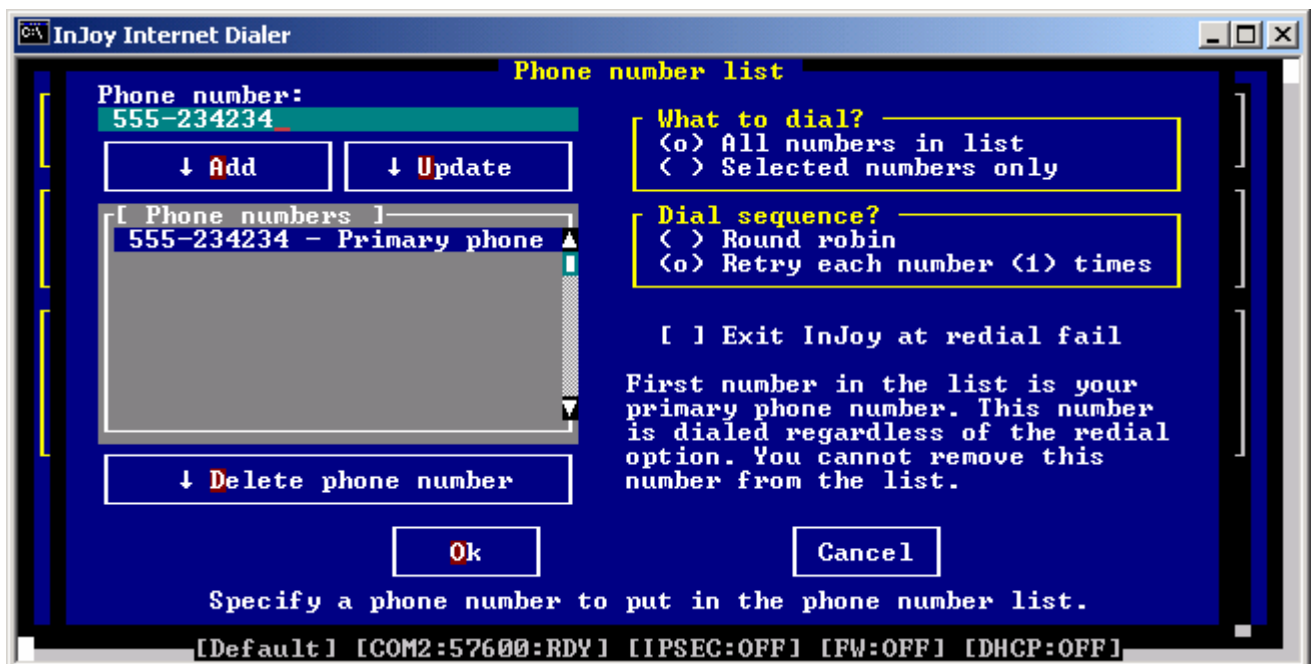 InJoy Internet Dialer
Phone number list
Phone number:
555-234234_
↓ Add
↓ Update
[ Phone numbers ]
555-234234 - Primary phone
↓ Delete phone number
What to dial?
(o) All numbers in list
( ) Selected numbers only
Dial sequence?
( ) Round robin
(o) Retry each number (1) times
[ ] Exit InJoy at redial fail
First number in the list is your
primary phone number. This number
is dialed regardless of the redial
option. You cannot remove this
number from the list.
Ok
Cancel
Specify a phone number to put in the phone number list.
[Default] [COM2:57600:RDY] [IPSEC:OFF] [FW:OFF] [DHCP:OFF]